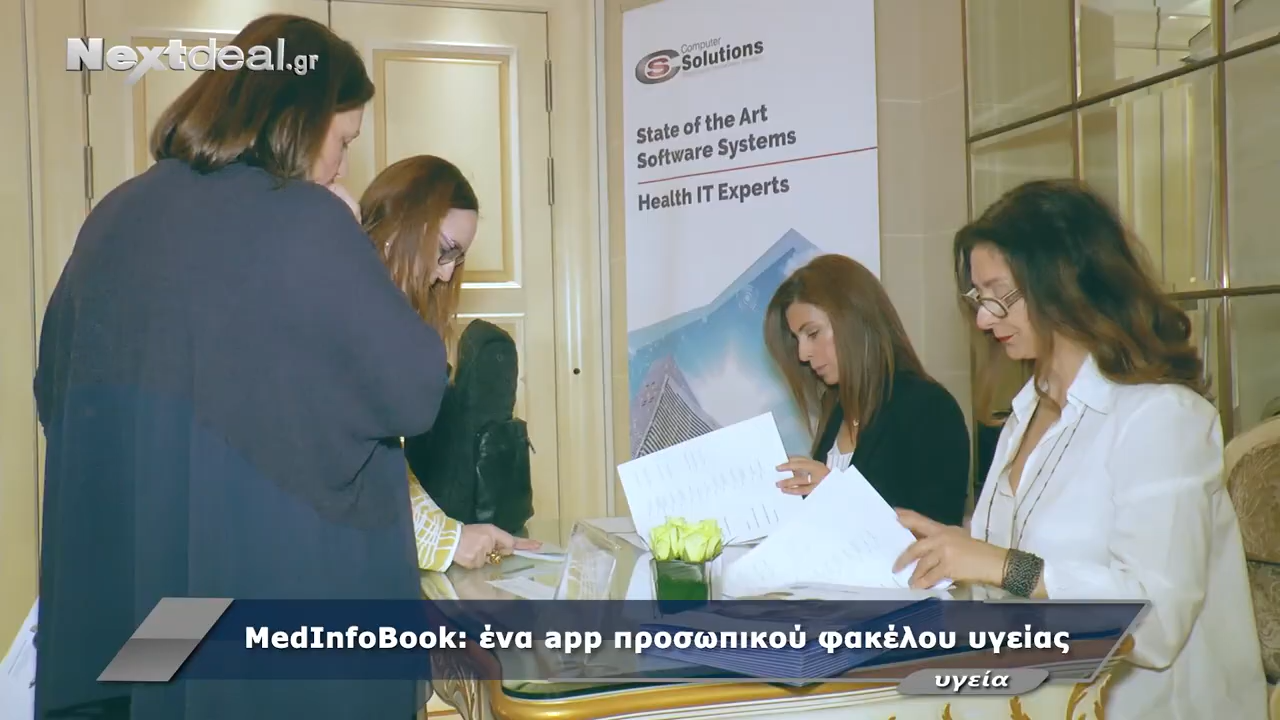 Nextdeal.gr
Computer
Solutions
State of the Art
Software Systems
Health IT Experts
MedInfoBook: ένα app προσωπικού φακέλου υγείας
υγεία